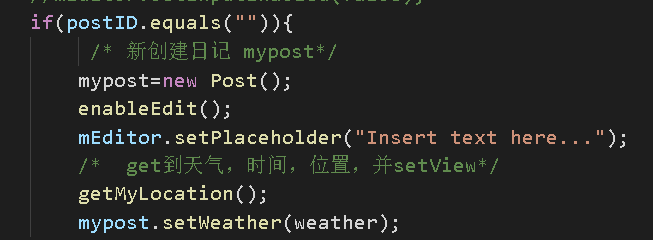 if(postID.equals("")){
/* 新创建日记 mypost*/
mypost=new Post();
enableEdit();
mEditor.setPlaceholder("Insert text here...");
/*  get到天气，时间，位置，并setView*/
getMyLocation();
mypost.setWeather(weather);